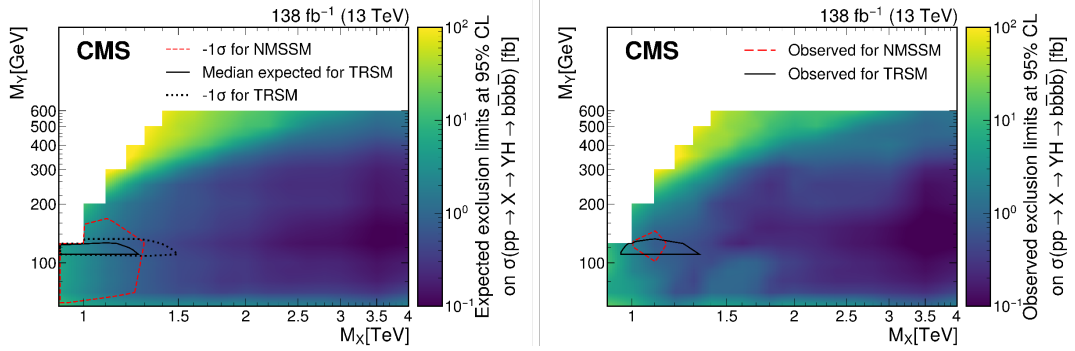 138 fb⁻¹ (13 TeV)
CMS
-1σ for NMSSM
Median expected for TRSM
-1σ for TRSM
M_Y[GeV]
600
500
400
300
200
100
1
1.5
2
2.5
3
3.5
4
M_X[TeV]
10²
10¹
10⁰
10⁻¹
Expected exclusion limits at 95% CL
on σ(pp → X → YH → bb̅bb̅) [fb]
138 fb⁻¹ (13 TeV)
CMS
Observed for NMSSM
Observed for TRSM
M_Y[GeV]
600
500
400
300
200
100
1
1.5
2
2.5
3
3.5
4
M_X[TeV]
10²
10¹
10⁰
10⁻¹
Observed exclusion limits at 95% CL
on σ(pp → X → YH → bb̅bb̅) [fb]